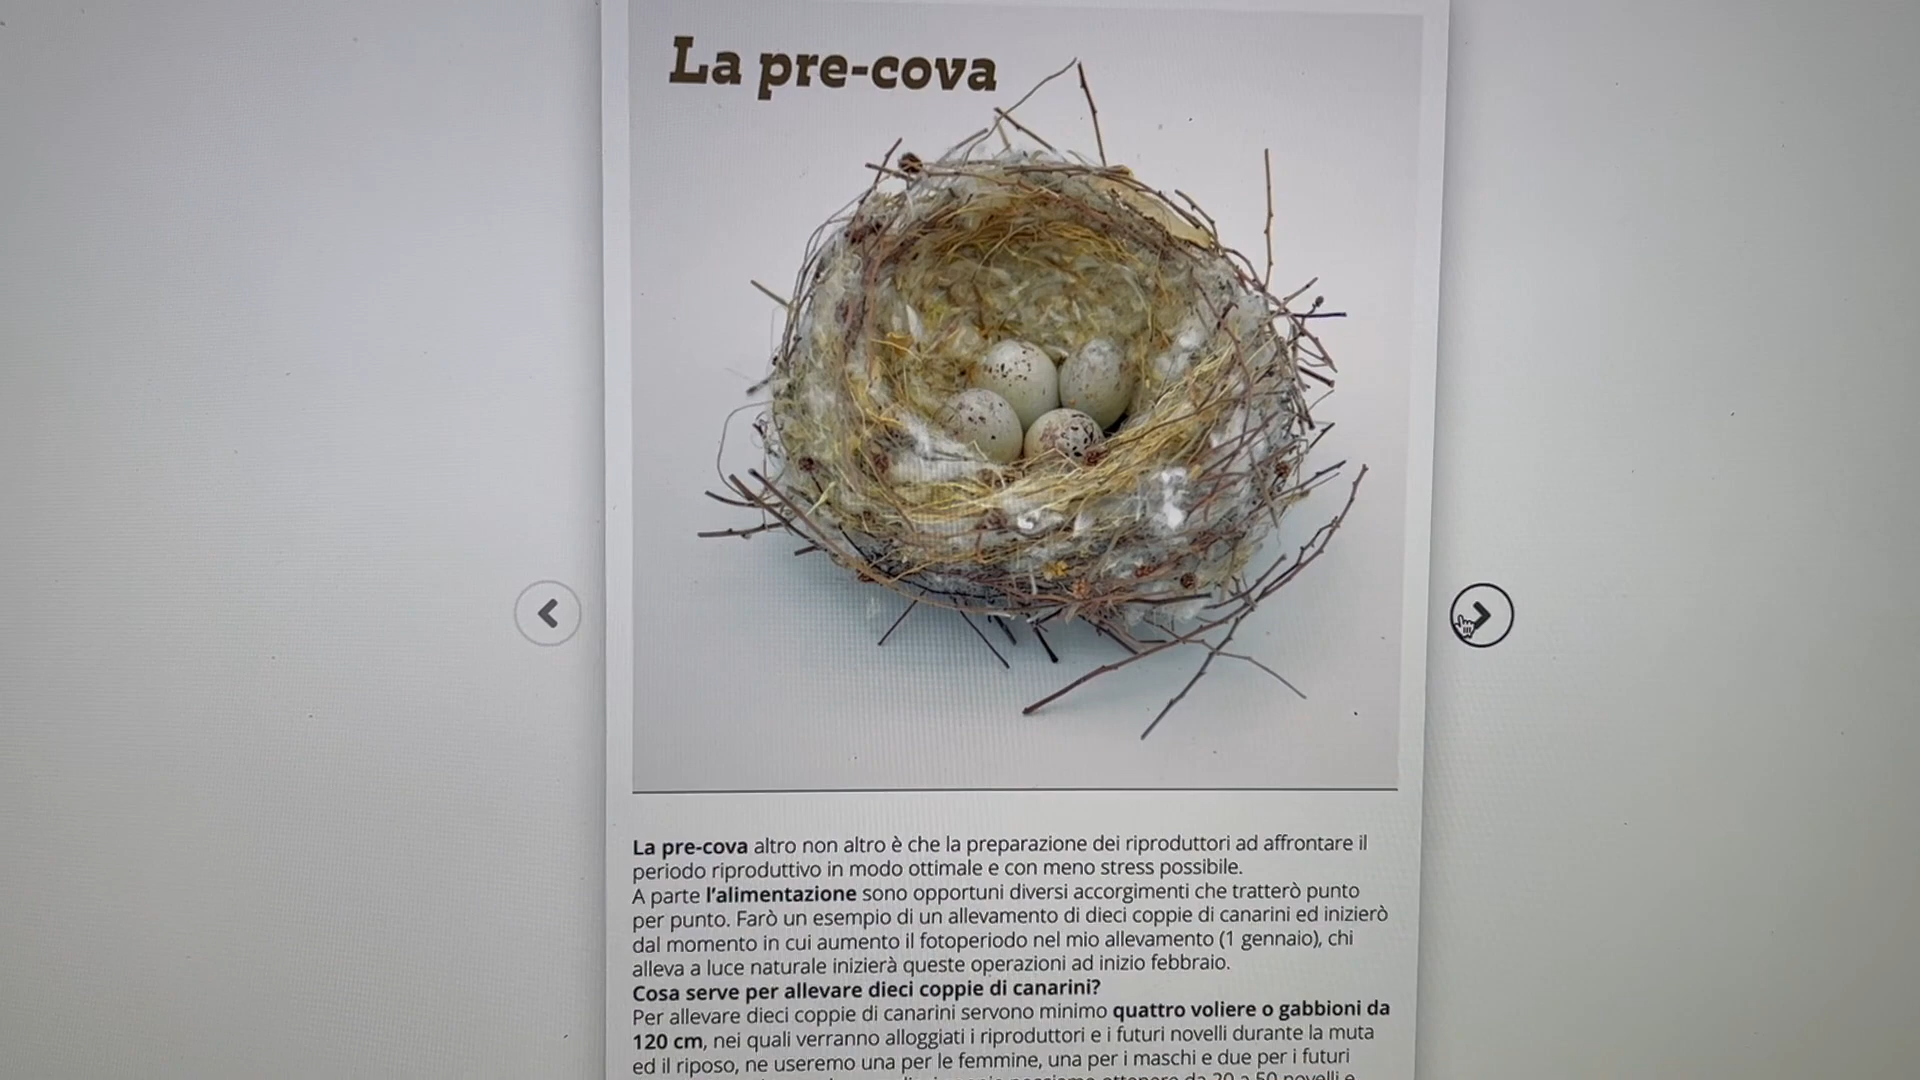 La pre-cova
La pre-cova altro non altro è che la preparazione dei riproduttori ad affrontare il
periodo riproduttivo in modo ottimale e con meno stress possibile.
A parte l'alimentazione sono opportuni diversi accorgimenti che tratterò punto
per punto. Farò un esempio di un allevamento di dieci coppie di canarini ed inizierò
dal momento in cui aumento il fotoperiodo nel mio allevamento (1 gennaio), chi
alleva a luce naturale inizierà queste operazioni ad inizio febbraio.
Cosa serve per allevare dieci coppie di canarini?
Per allevare dieci coppie di canarini servono minimo quattro voliere o gabbioni da
120 cm, nei quali verranno alloggiati i riproduttori e i futuri novelli durante la muta
ed il riposo, ne useremo una per le femmine, una per i maschi e due per i futuri
ottenere da 20 a 50 novelli e